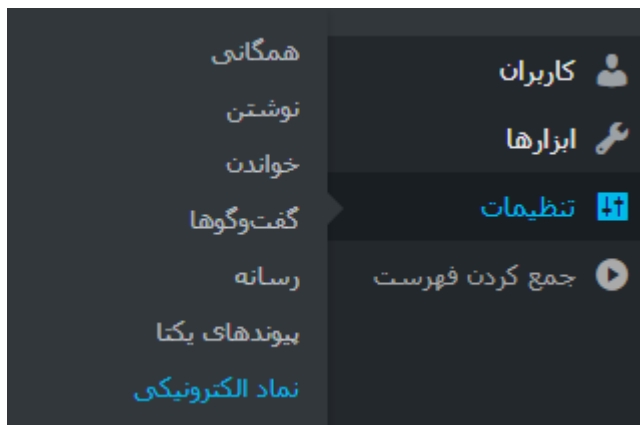 کاربران
ابزارها
تنظیمات
جمع کردن فهرست
همگانی
نوشتن
خواندن
گفت‌وگوها
رسانه
پیوندهای یکتا
نماد الکترونیکی